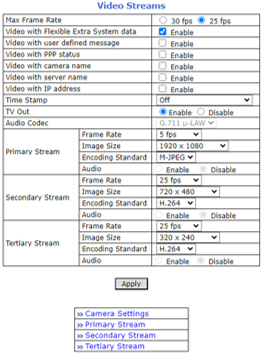 Video Streams
Max Frame Rate 30 fps 25 fps
Video with Flexible Extra System data Enable
Video with user defined message Enable
Video with PPP status Enable
Video with camera name Enable
Video with server name Enable
Video with IP address Enable
Time Stamp Off
TV Out Enable Disable
Audio Codec G.711 µ-LAW
Primary Stream
Frame Rate 5 fps
Image Size 1920 x 1080
Encoding Standard M-JPEG
Audio Enable Disable
Secondary Stream
Frame Rate 25 fps
Image Size 720 x 480
Encoding Standard H.264
Audio Enable Disable
Tertiary Stream
Frame Rate 25 fps
Image Size 320 x 240
Encoding Standard H.264
Audio Enable Disable
Apply
>> Camera Settings
>> Primary Stream
>> Secondary Stream
>> Tertiary Stream